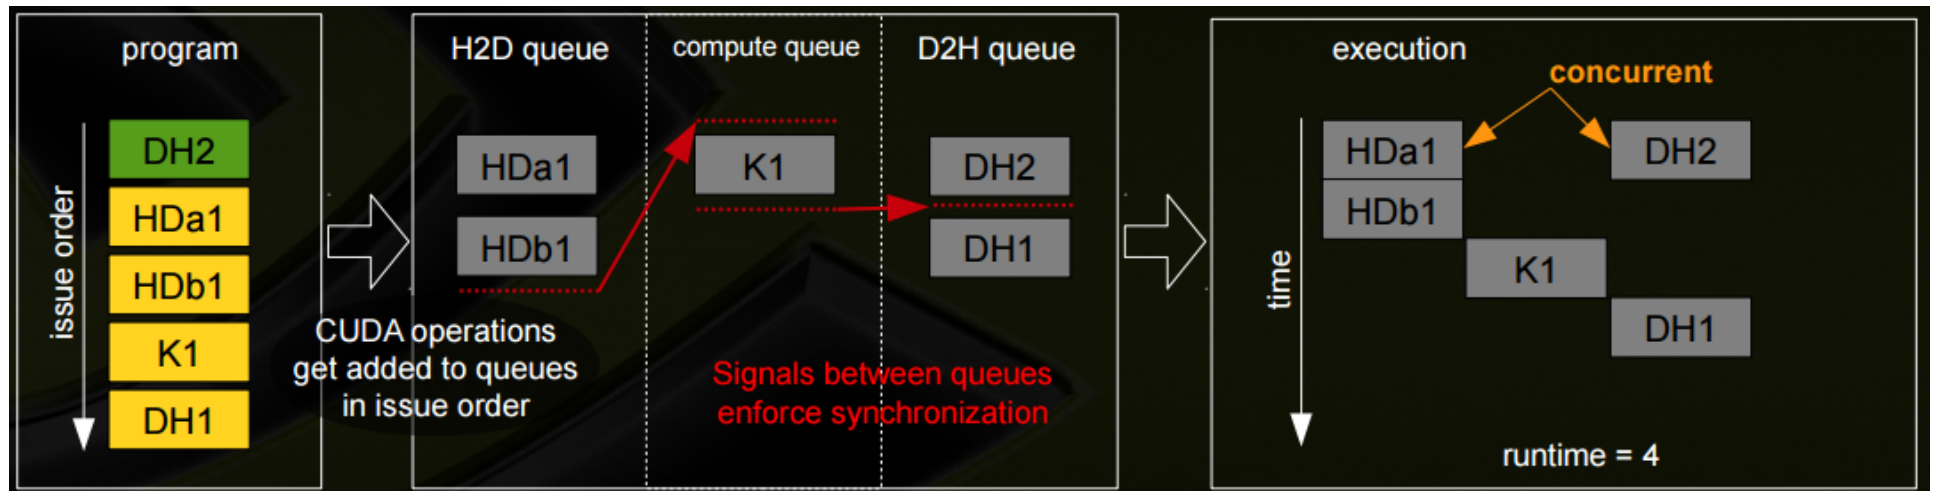 program
issue order
DH2
HDa1
HDb1
K1
DH1
CUDA operations
get added to queues
in issue order
H2D queue
HDa1
HDb1
compute queue
K1
D2H queue
DH2
DH1
Signals between queues
enforce synchronization
execution
concurrent
time
HDa1
DH2
HDb1
K1
DH1
runtime = 4